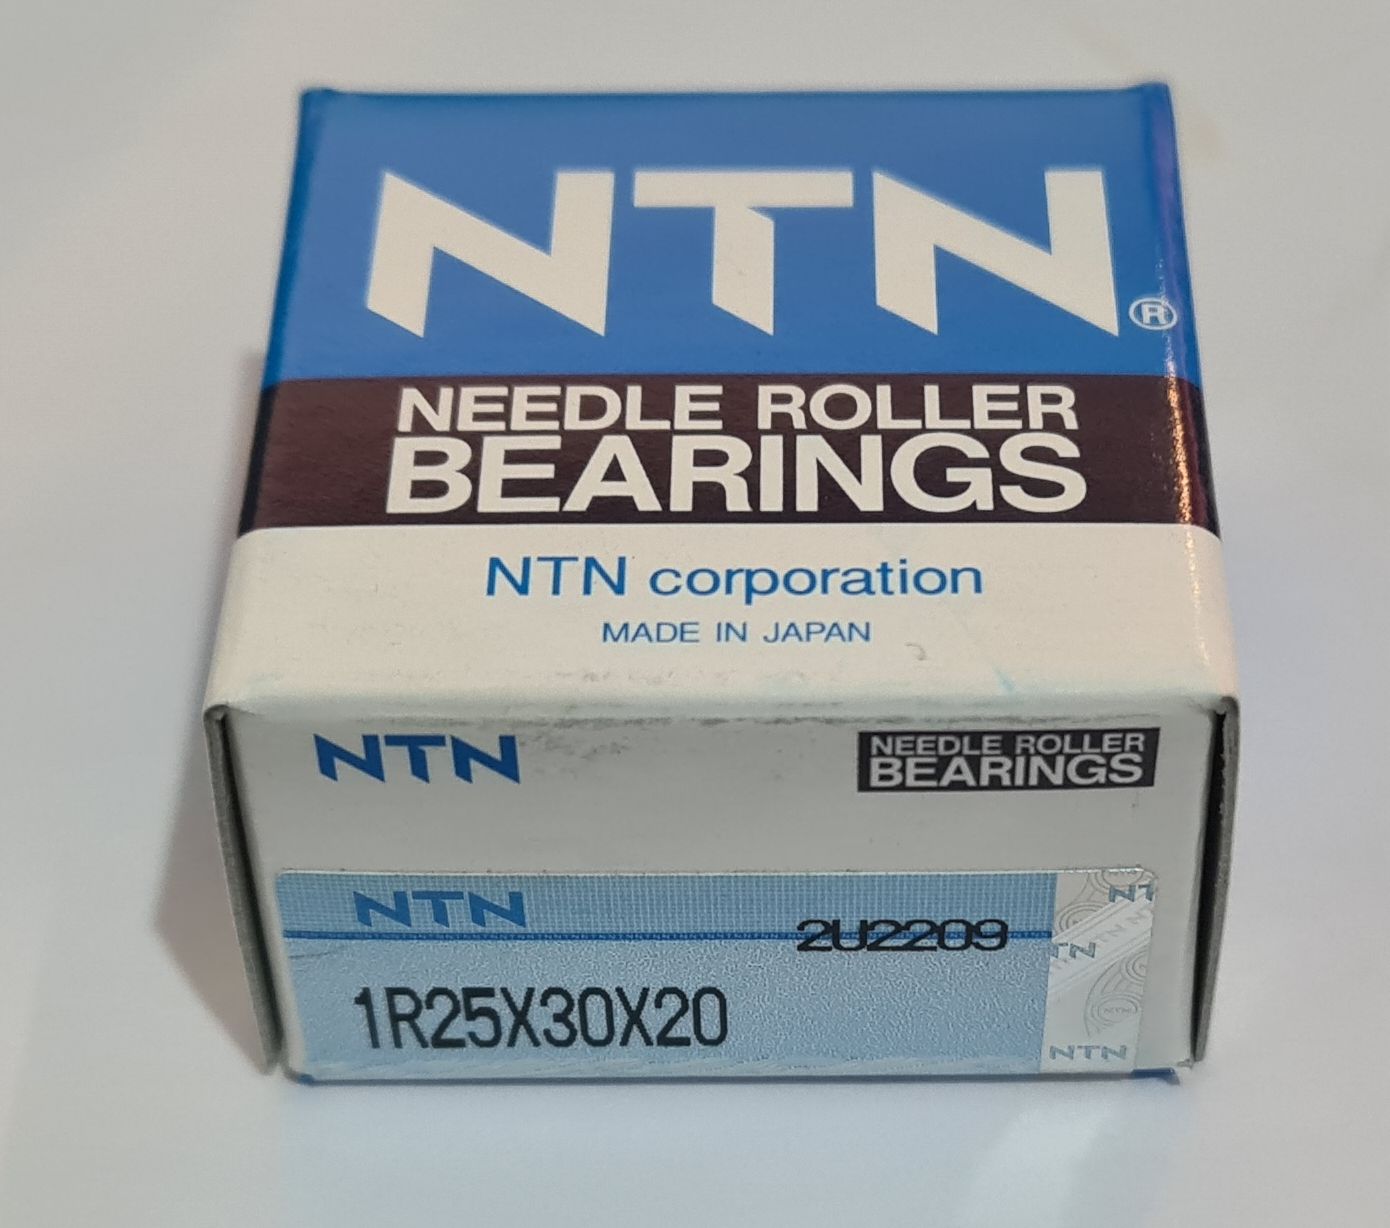 NTN®
NEEDLE ROLLER
BEARINGS
NTN corporation
MADE IN JAPAN
NTN
NEEDLE ROLLER
BEARINGS
NTN
2U2209
1R25X30X20
NTN